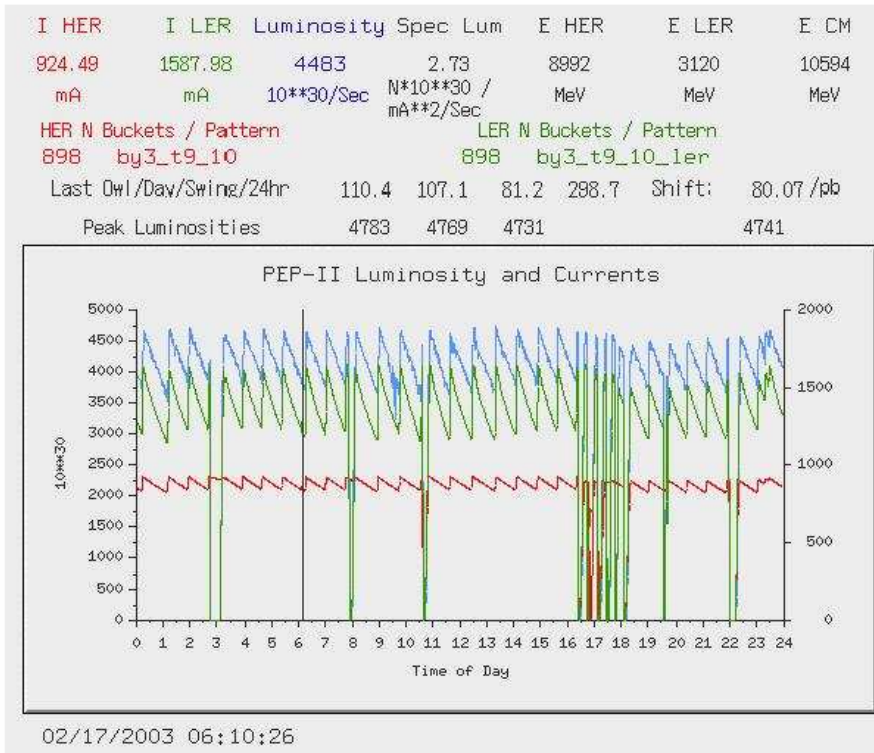 I HER I LER Luminosity Spec Lum E HER E LER E CM
924.49 1587.98 4483 2.73 8992 3120 10594
mA mA 10**30/Sec N*10**30 / mA**2/Sec MeV MeV MeV
HER N Buckets / Pattern LER N Buckets / Pattern
898 by3_t9_10 898 by3_t9_10_ler
Last Owl/Day/Swing/24hr 110.4 107.1 81.2 298.7 Shift: 80.07 /pb
Peak Luminosities 4783 4769 4731 4741
PEP-II Luminosity and Currents
5000 2000
4500
4000
3500 1500
3000
2500 1000
2000
1500
1000 500
500
0 0
10**30
0 1 2 3 4 5 6 7 8 9 10 11 12 13 14 15 16 17 18 19 20 21 22 23 24
Time of Day
02/17/2003 06:10:26